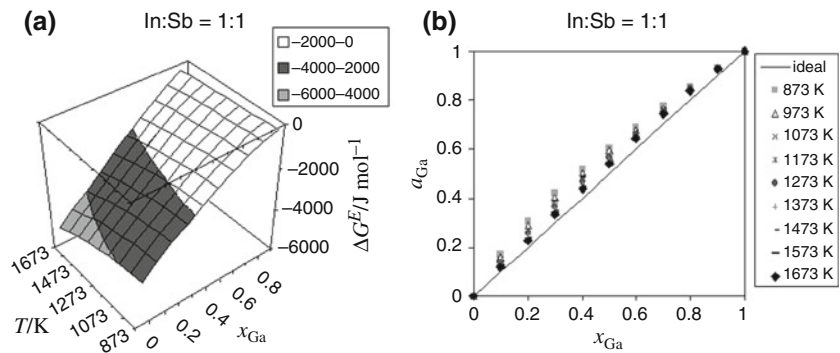 (a)
In:Sb = 1:1
–2000–0
–4000–2000
–6000–4000
0
–2000
–4000
–6000
ΔG^E/J mol⁻¹
1673
1473
1273
1073
873
T/K
0
0.2
0.4
0.6
0.8
x_Ga
(b)
In:Sb = 1:1
1
0.8
0.6
0.4
0.2
0
a_Ga
0
0.2
0.4
0.6
0.8
1
x_Ga
ideal
873 K
973 K
1073 K
1173 K
1273 K
1373 K
1473 K
1573 K
1673 K